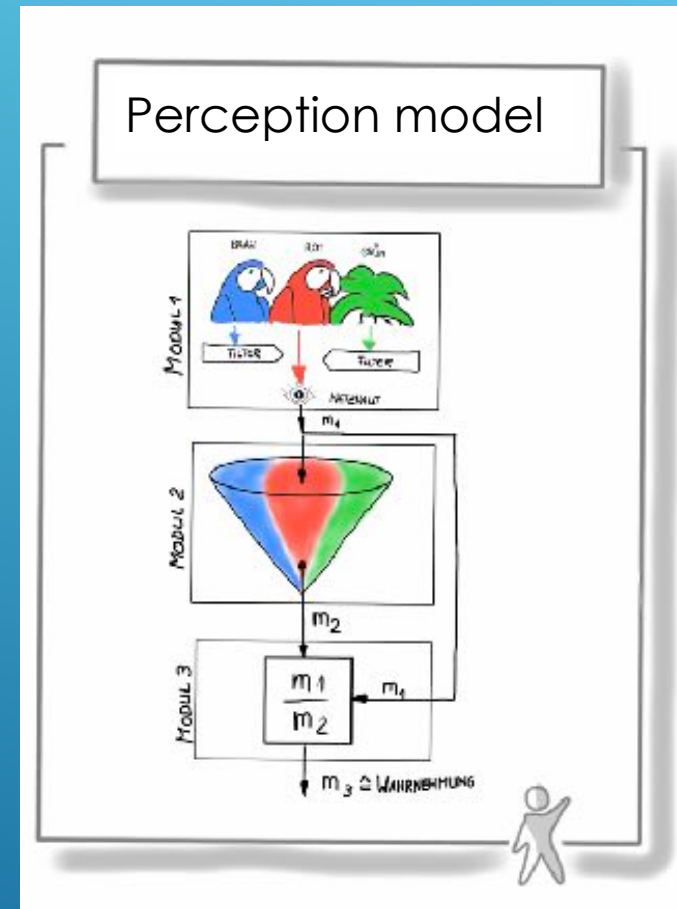 Perception model
BLAU ROT GRÜN
MODUL 1
FILTER FILTER
NETZHAUT
m1
MODUL 2
m2
MODUL 3
m1
m2
m1
m3 ≙ WAHRNEHMUNG